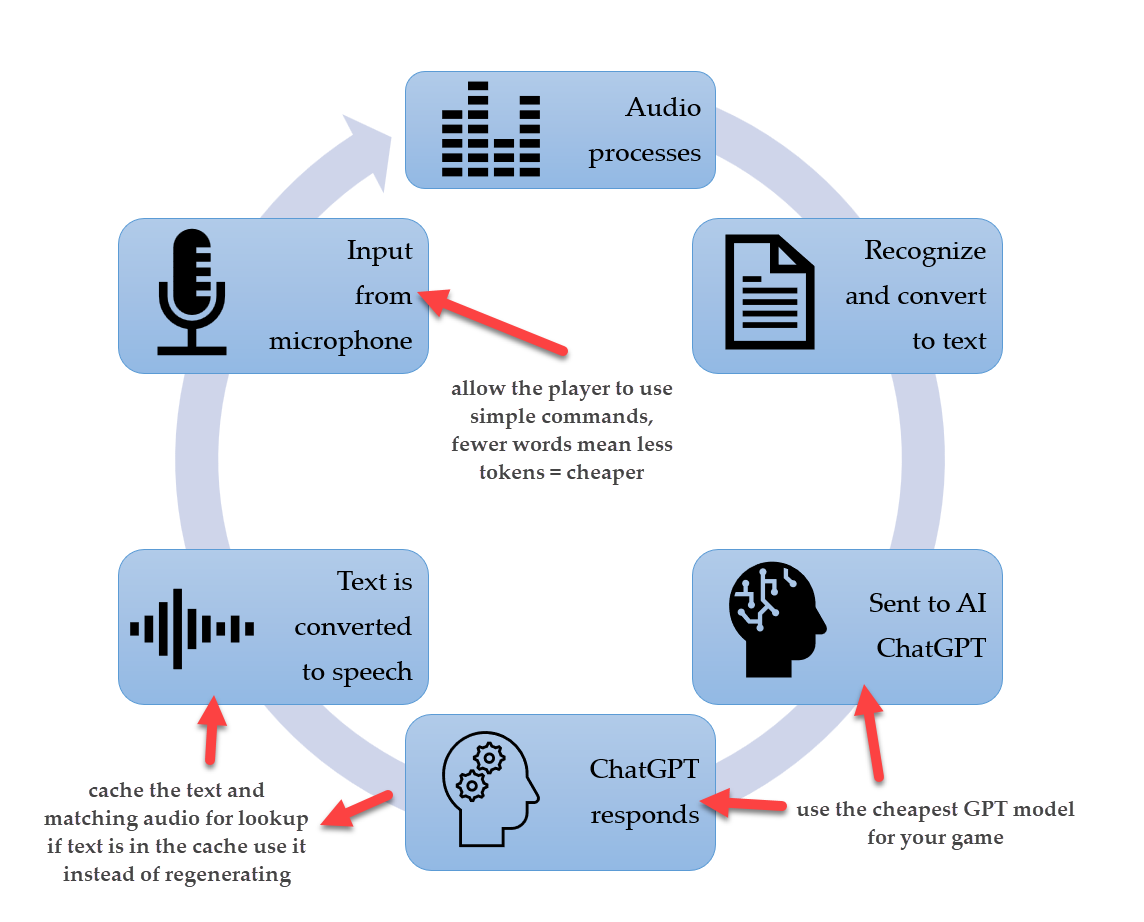 Audio
processes
Recognize
and convert
to text
Sent to AI
ChatGPT
ChatGPT
responds
Text is
converted
to speech
Input
from
microphone
allow the player to use
simple commands,
fewer words mean less
tokens = cheaper
use the cheapest GPT model
for your game
cache the text and
matching audio for lookup
if text is in the cache use it
instead of regenerating